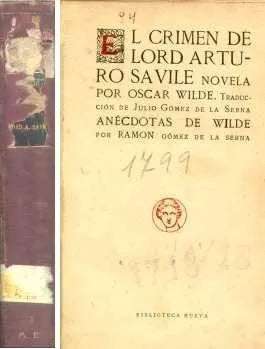 94
EL CRIMEN DE
LORD ARTU-
RO SAVILE NOVELA
POR OSCAR WILDE. TRADUC-
CIÓN DE JULIO GÓMEZ DE LA SERNA
ANÉCDOTAS DE WILDE
POR RAMON GÓMEZ DE LA SERNA
1799
BIBLIOTECA NUEVA